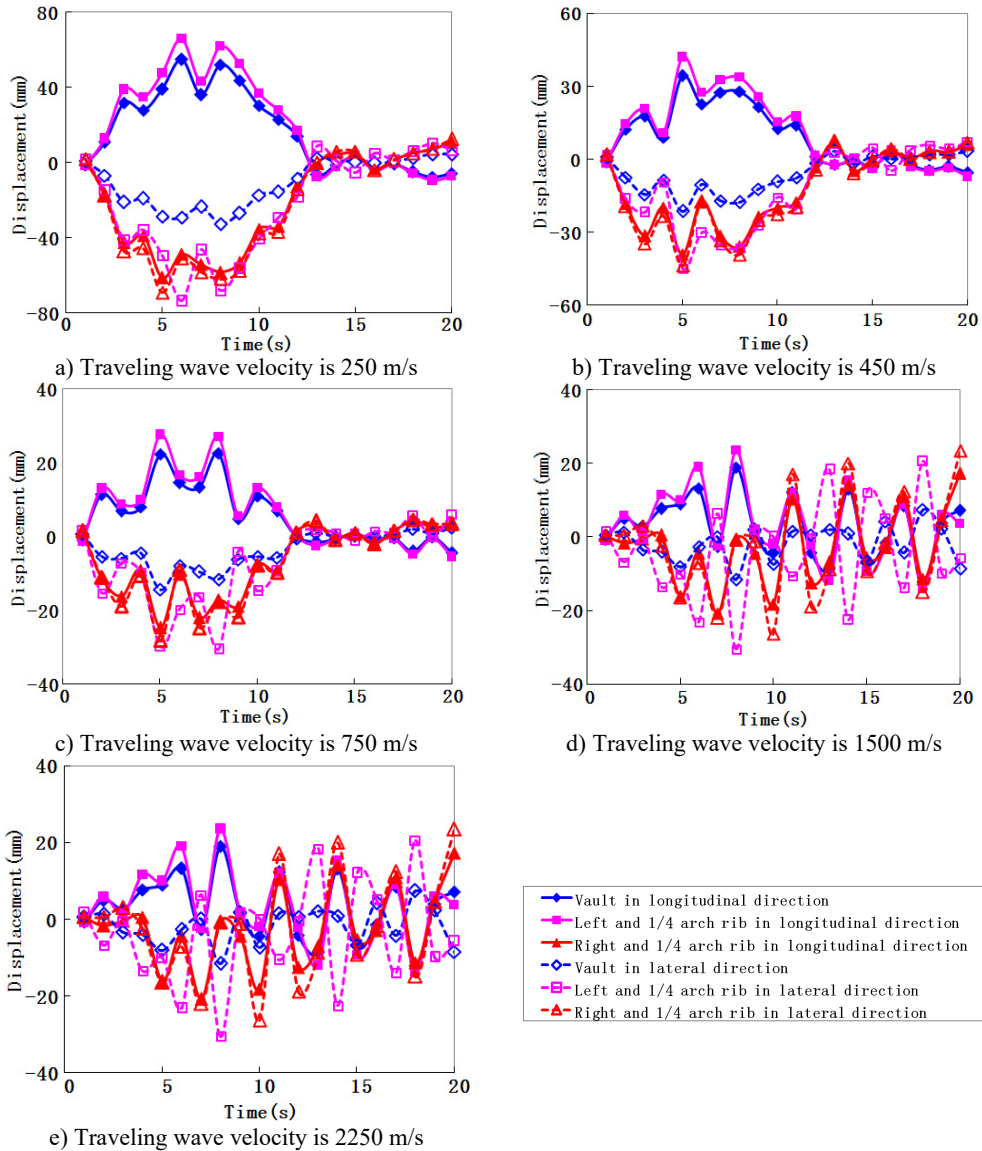 80
40
0
-40
-80
Displacement(mm)
0 5 10 15 20
Time(s)
a) Traveling wave velocity is 250 m/s
60
30
0
-30
-60
Displacement(mm)
0 5 10 15 20
Time(s)
b) Traveling wave velocity is 450 m/s
40
20
0
-20
-40
Displacement(mm)
0 5 10 15 20
Time(s)
c) Traveling wave velocity is 750 m/s
40
20
0
-20
-40
Displacement(mm)
0 5 10 15 20
Time(s)
d) Traveling wave velocity is 1500 m/s
40
20
0
-20
-40
Displacement(mm)
0 5 10 15 20
Time(s)
e) Traveling wave velocity is 2250 m/s
Vault in longitudinal direction
Left and 1/4 arch rib in longitudinal direction
Right and 1/4 arch rib in longitudinal direction
Vault in lateral direction
Left and 1/4 arch rib in lateral direction
Right and 1/4 arch rib in lateral direction